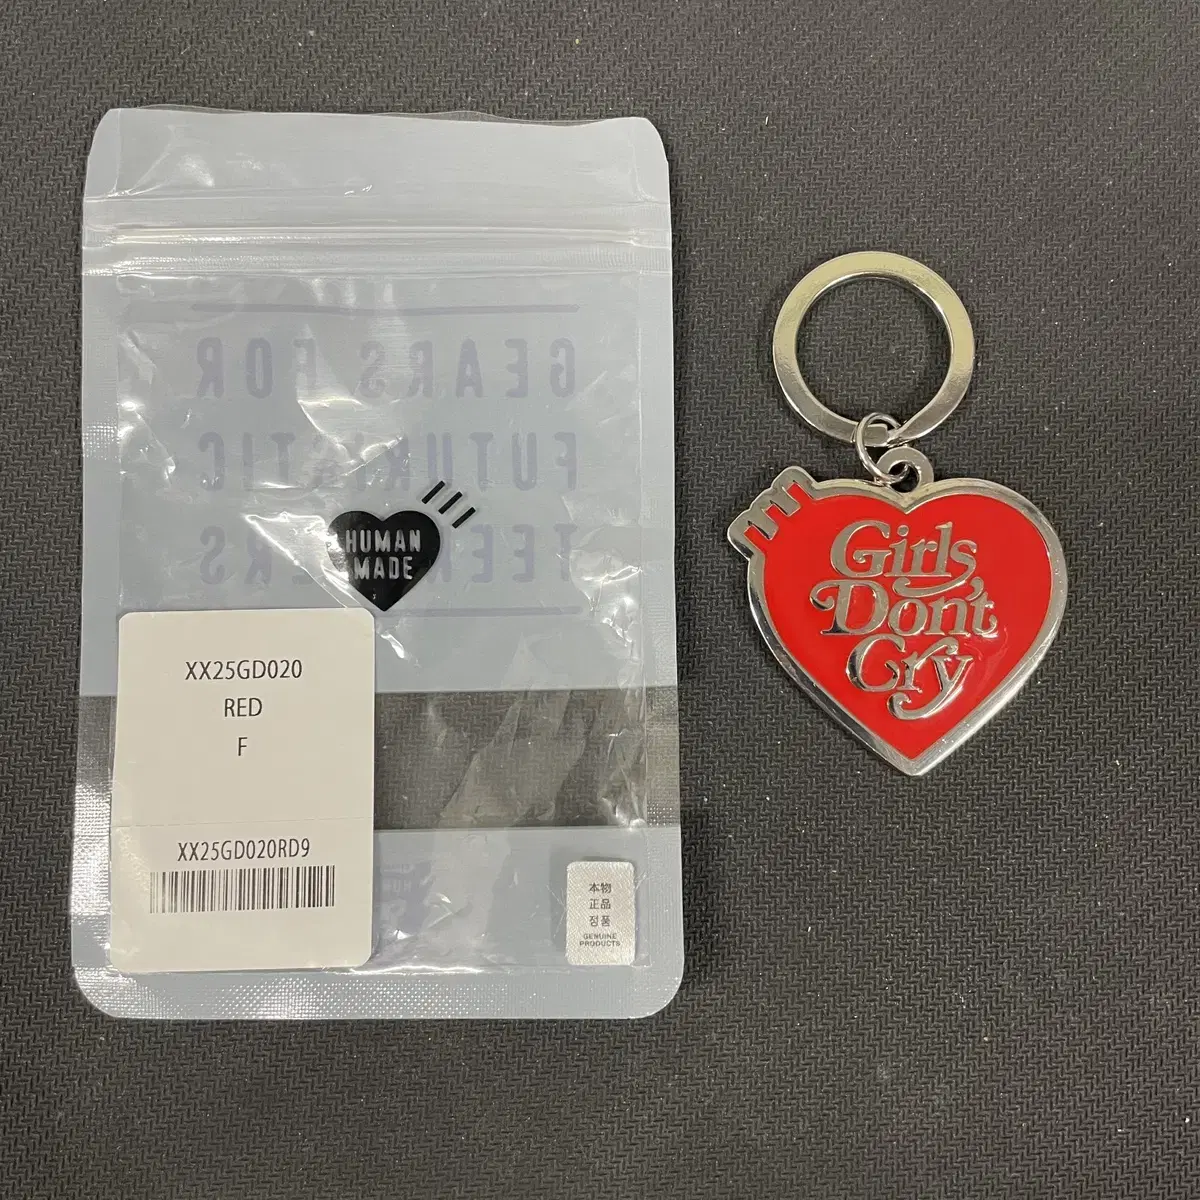 GEARS FOR
FUTURISTIC
TEENAGERS
HUMAN
MADE
XX25GD020
RED
F
XX25GD020RD9
本物
正品
정품
GENUINE
PRODUCTS
Girls
Don't
Cry